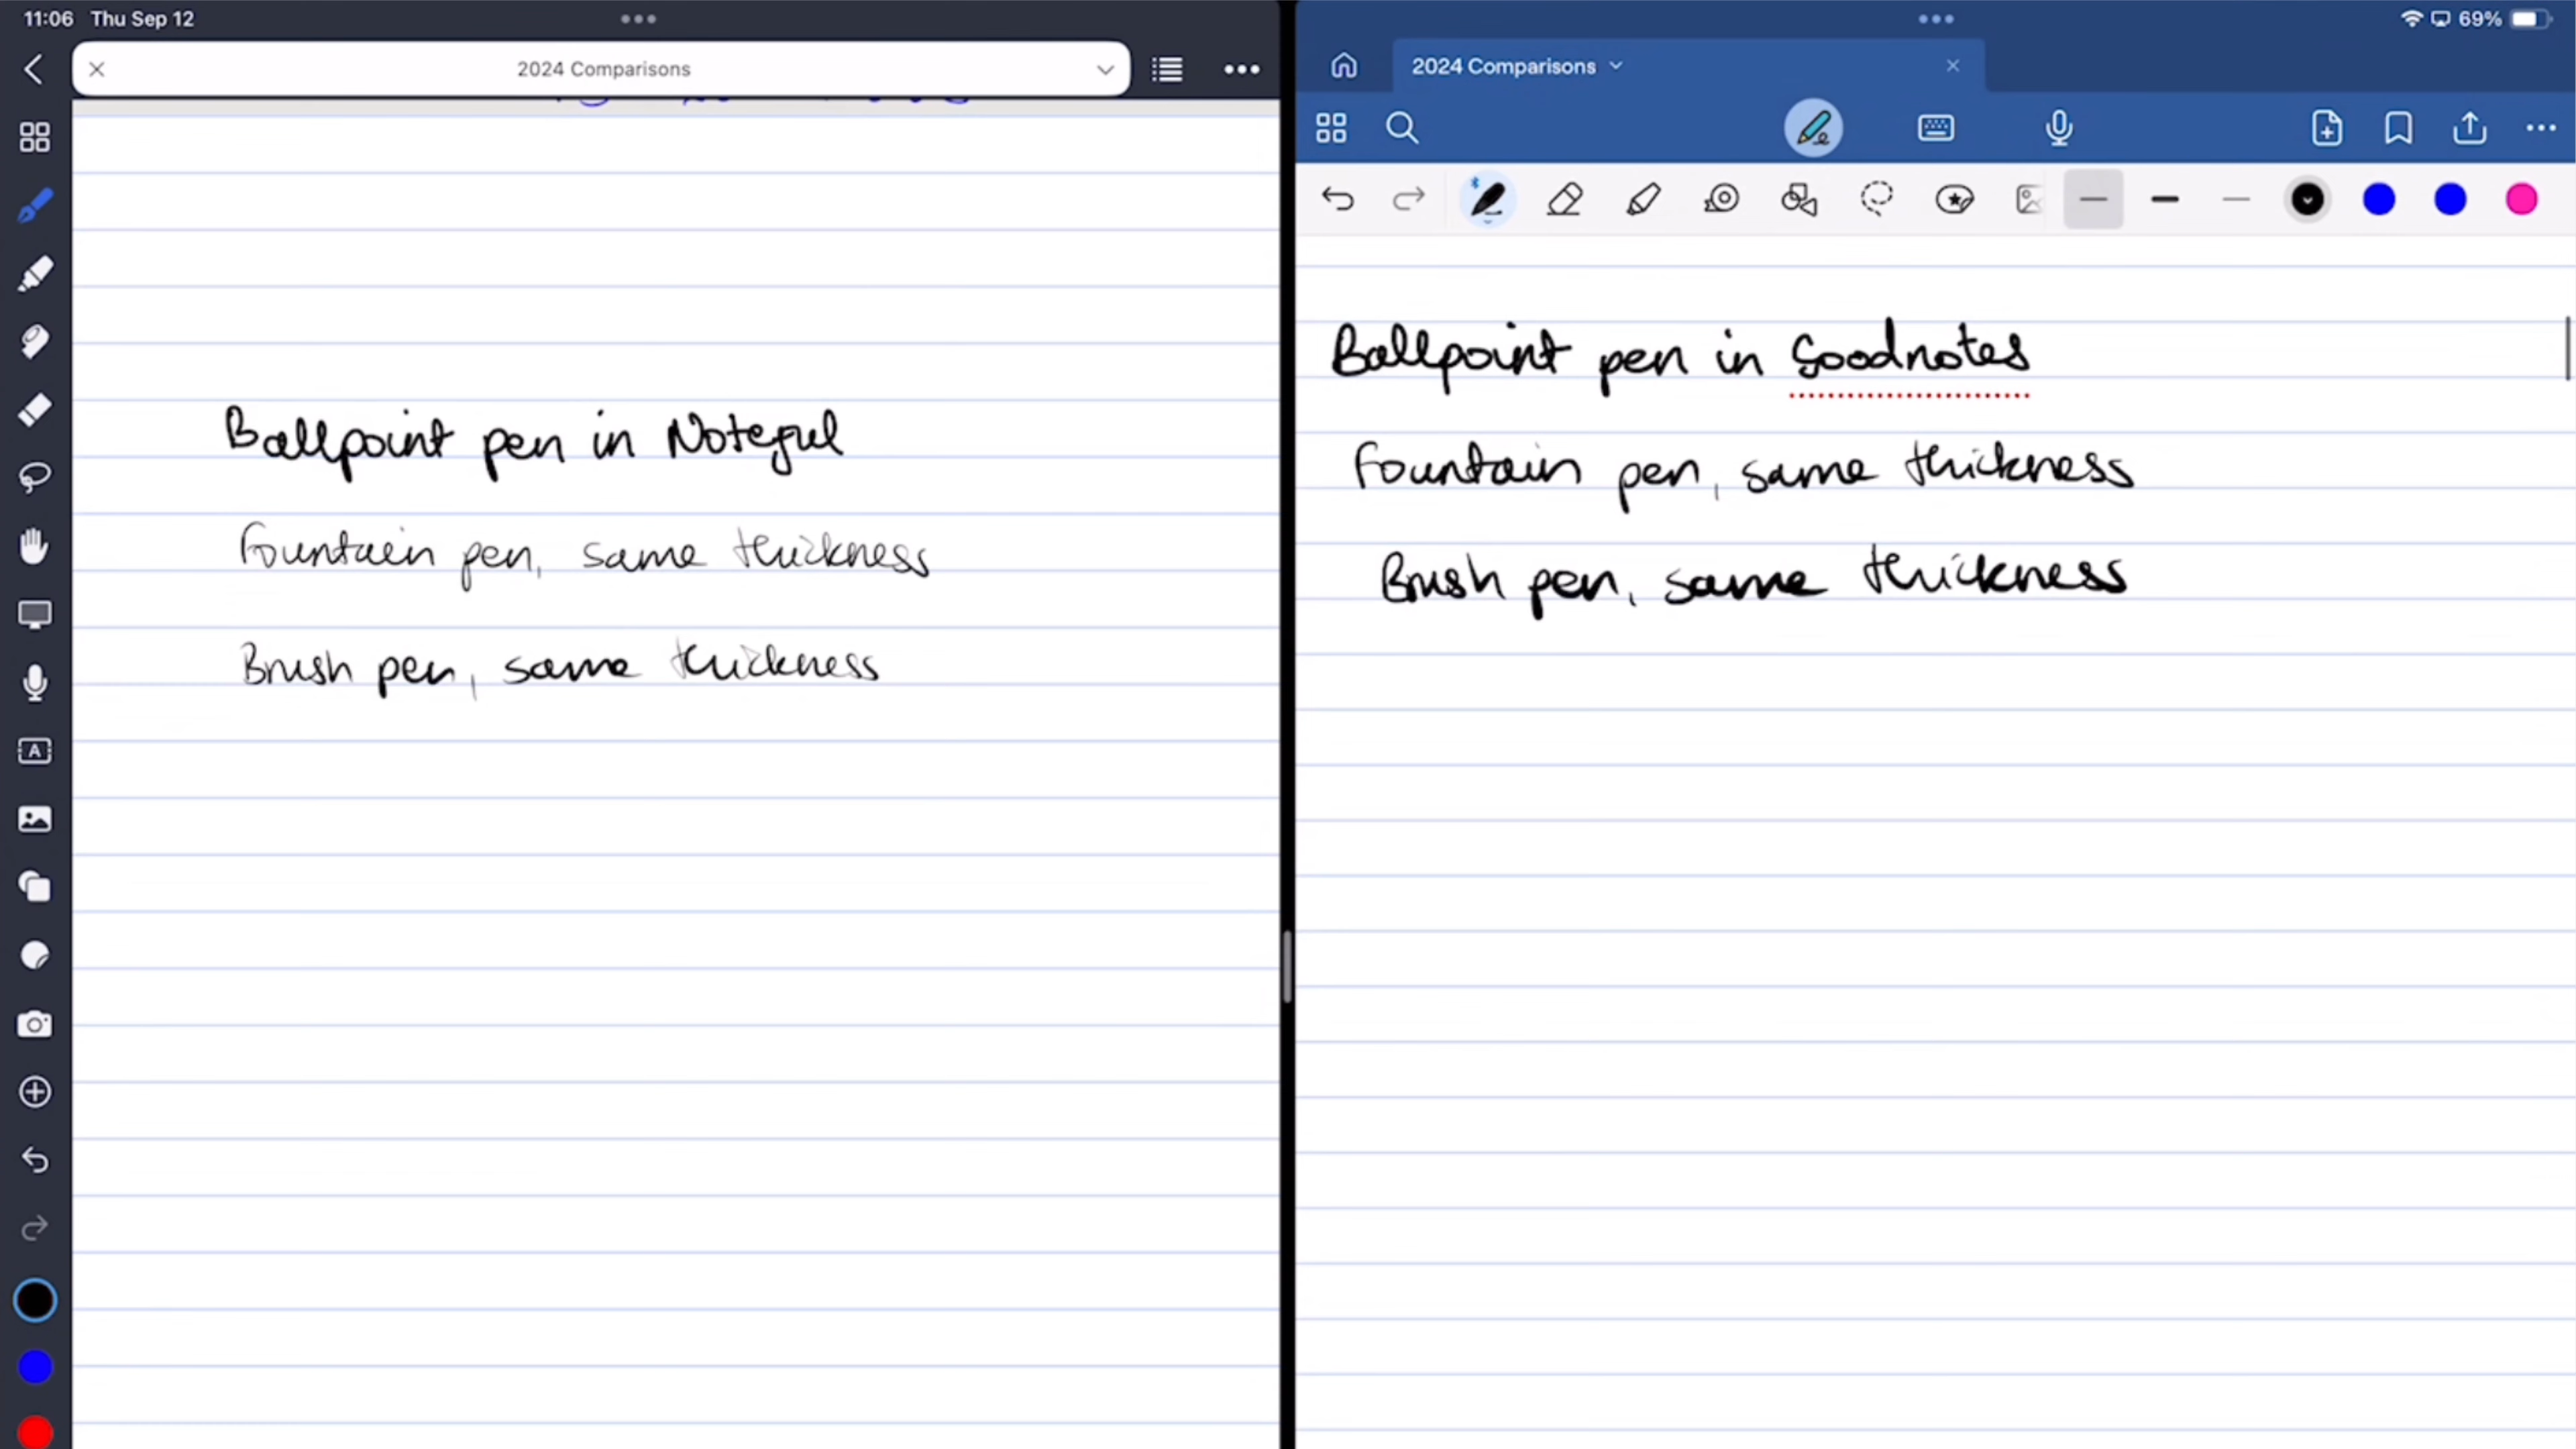 11:06 Thu Sep 12
2024 Comparisons
Ballpoint pen in Noteful
Fountain pen, same thickness
Brush pen, same thickness
69%
2024 Comparisons
Ballpoint pen in Goodnotes
Fountain pen, same thickness
Brush pen, same thickness